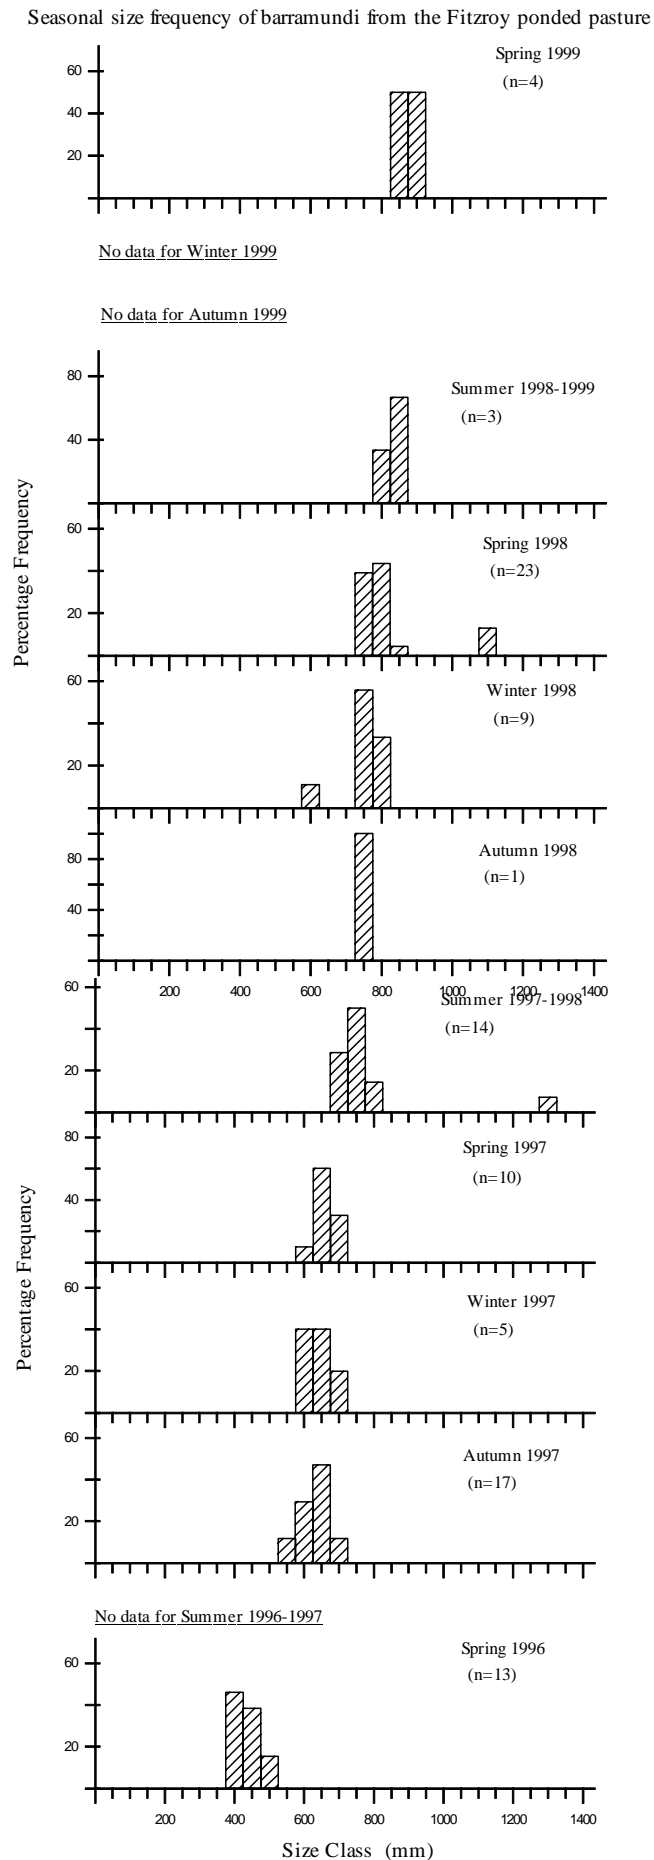 Seasonal size frequency of barramundi from the Fitzroy ponded pasture
Spring 1999
(n=4)
60
40
20
No data for Winter 1999
No data for Autumn 1999
Summer 1998-1999
(n=3)
80
40
Percentage Frequency
Spring 1998
(n=23)
60
20
Winter 1998
(n=9)
60
20
Autumn 1998
(n=1)
80
40
200 400 600 800 1000 1200 1400
Summer 1997-1998
(n=14)
60
20
Spring 1997
(n=10)
80
40
Percentage Frequency
Winter 1997
(n=5)
60
20
Autumn 1997
(n=17)
60
20
No data for Summer 1996-1997
Spring 1996
(n=13)
60
20
200 400 600 800 1000 1200 1400
Size Class (mm)